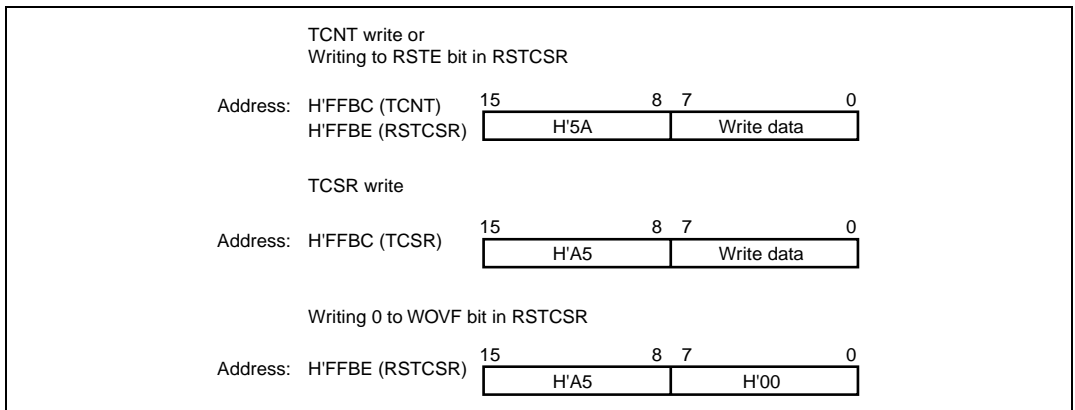 TCNT write or
Writing to RSTE bit in RSTCSR
15 8 7 0
Address: H'FFBC (TCNT)
H'FFBE (RSTCSR) H'5A Write data
TCSR write
15 8 7 0
Address: H'FFBC (TCSR) H'A5 Write data
Writing 0 to WOVF bit in RSTCSR
15 8 7 0
Address: H'FFBE (RSTCSR) H'A5 H'00